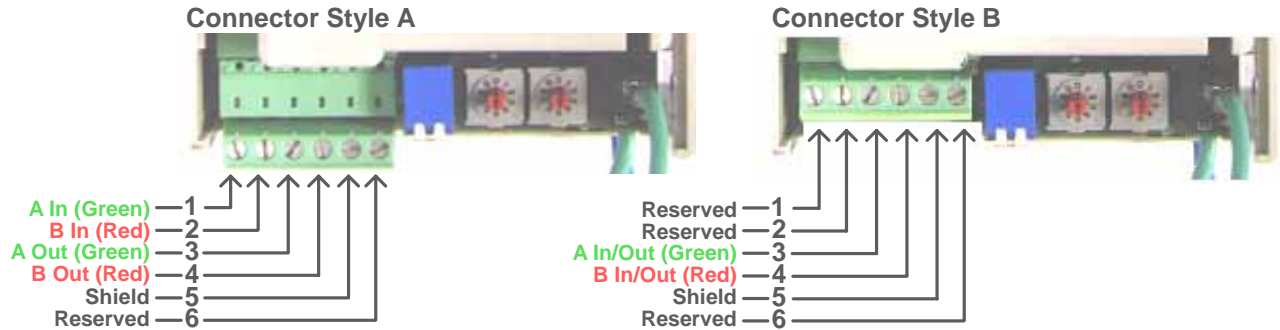 Connector Style A
A In (Green) 1
B In (Red) 2
A Out (Green) 3
B Out (Red) 4
Shield 5
Reserved 6
Connector Style B
Reserved 1
Reserved 2
A In/Out (Green) 3
B In/Out (Red) 4
Shield 5
Reserved 6